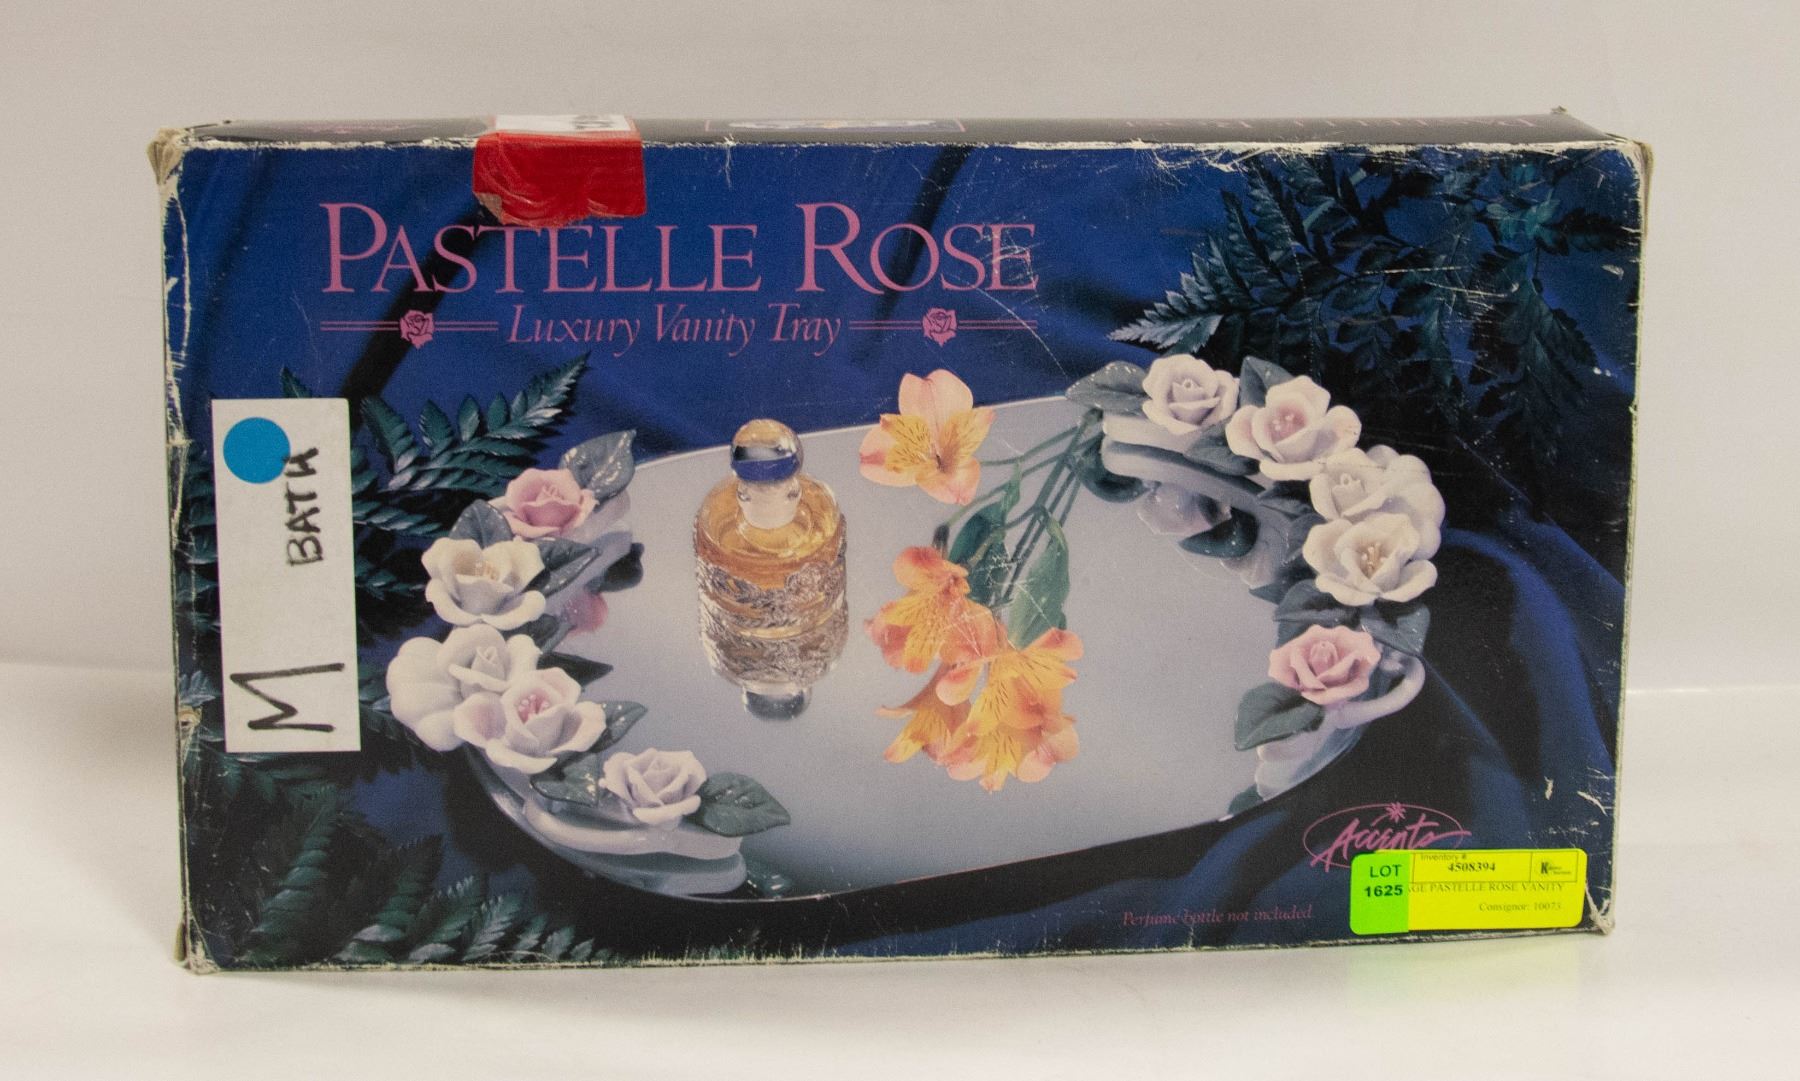 PASTELLE ROSE
Luxury Vanity Tray
BATH
M
Accents
LOT
1625
Inventory #
4508394
PASTELLE ROSE VANITY
Consignor: 10073
Perfume bottle not included.